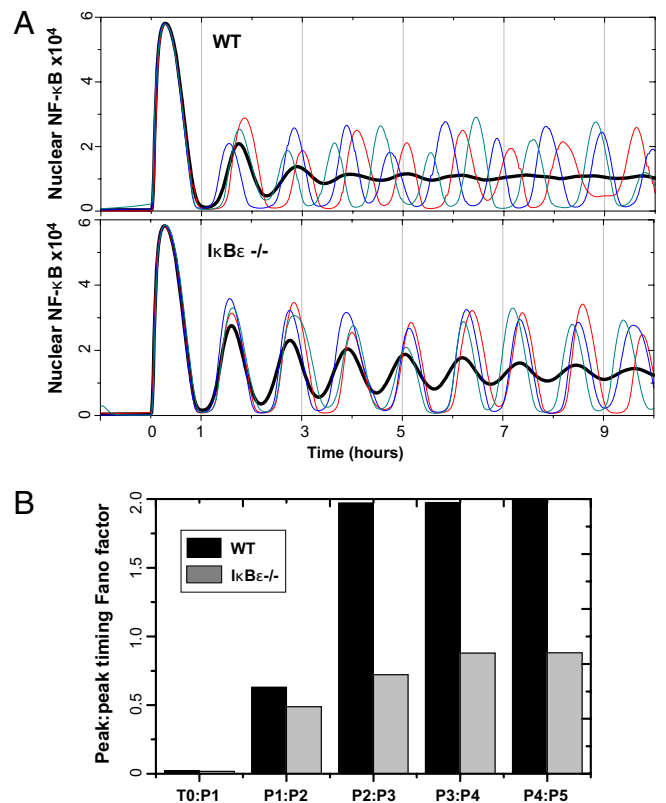 A
WT
Nuclear NF-κB x10⁴
6
4
2
0
IκBε -/-
Nuclear NF-κB x10⁴
6
4
2
0
0 1 3 5 7 9
Time (hours)
B
Peak:peak timing Fano factor
2.0
1.5
1.0
0.5
0
WT
IκBε-/-
T0:P1 P1:P2 P2:P3 P3:P4 P4:P5